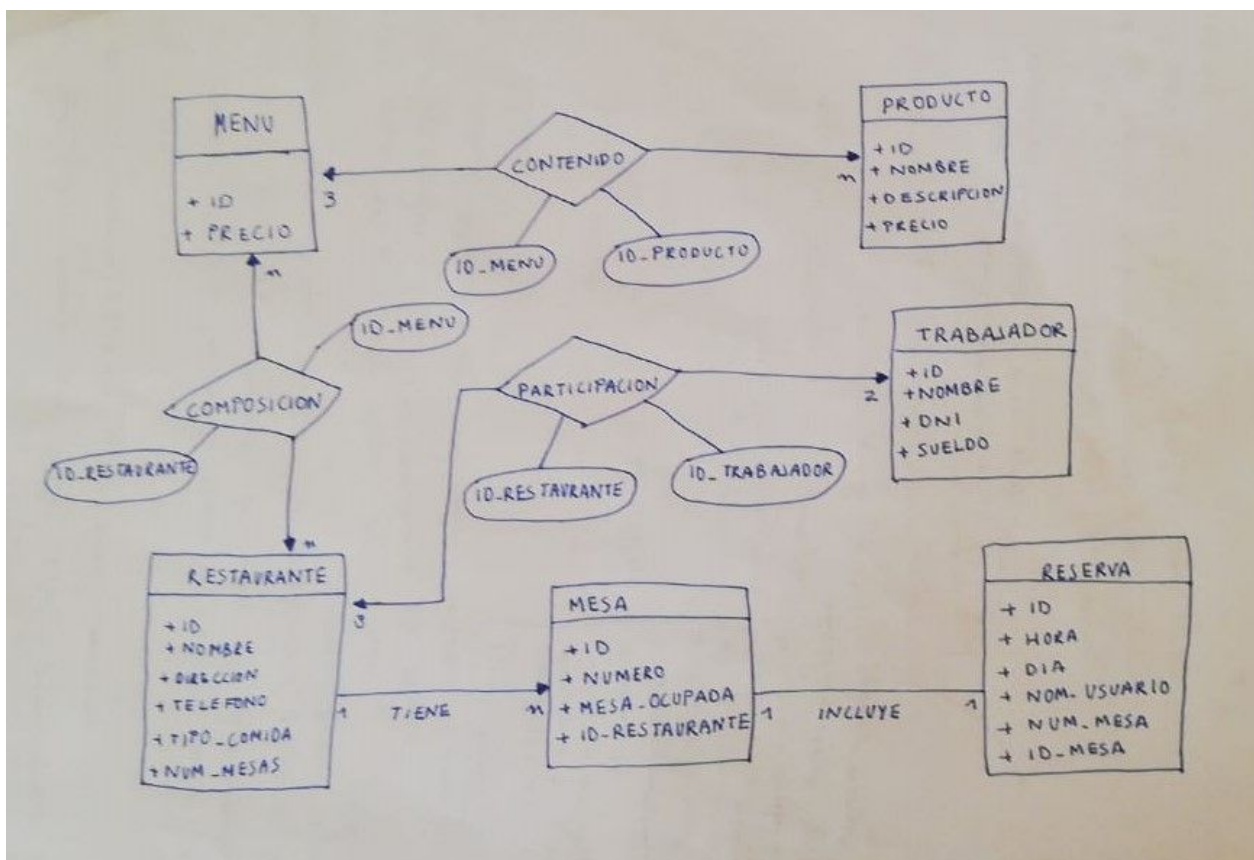 MENU
+ ID
+ PRECIO
3
CONTENIDO
ID_MENU
ID_PRODUCTO
n
PRODUCTO
+ ID
+ NOMBRE
+ DESCRIPCION
+ PRECIO
n
ID_MENU
COMPOSICION
ID_RESTAURANTE
n
PARTICIPACION
ID_RESTAURANTE
ID_TRABAJADOR
2
TRABAJADOR
+ ID
+ NOMBRE
+ DNI
+ SUELDO
RESTAURANTE
+ ID
+ NOMBRE
+ DIRECCION
+ TELEFONO
+ TIPO_COMIDA
+ NUM_MESAS
3
1 TIENE n
MESA
+ ID
+ NUMERO
+ MESA_OCUPADA
+ ID-RESTAURANTE
1 INCLUYE 1
RESERVA
+ ID
+ HORA
+ DIA
+ NOM_USUARIO
+ NUM_MESA
+ ID_MESA